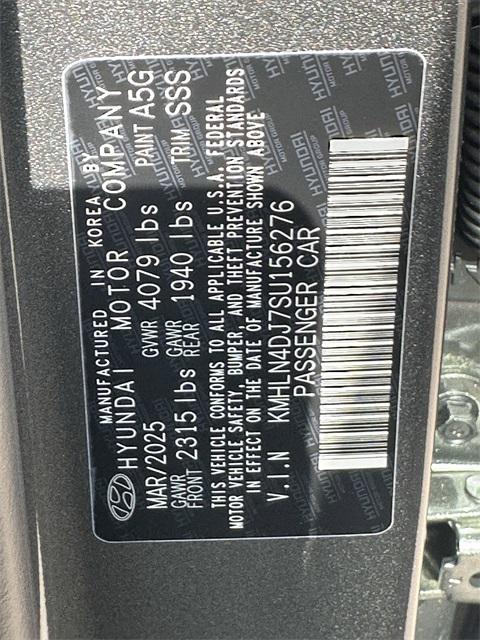 MANUFACTURED IN KOREA BY
HYUNDAI MOTOR COMPANY
MAR/2025 GVWR 4079 lbs PAINT A5G
GAWR FRONT 2315 lbs GAWR REAR 1940 lbs TRIM SSS
THIS VEHICLE CONFORMS TO ALL APPLICABLE U.S.A. FEDERAL
MOTOR VEHICLE SAFETY, BUMPER, AND THEFT PREVENTION STANDARDS
IN EFFECT ON THE DATE OF MANUFACTURE SHOWN ABOVE
V.I.N KMHLN4DJ7SU156276
PASSENGER CAR